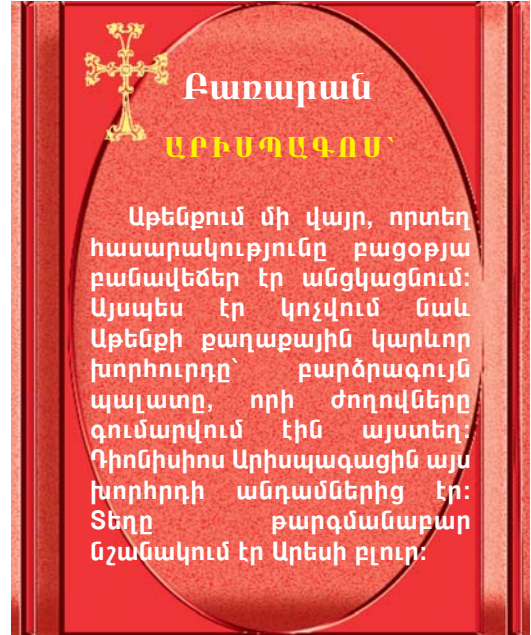 Բառարան
ԱՐԻՍՊԱԳՈՍ՝
Աթենքում մի վայր, որտեղ
հասարակությունը բացօթյա
բանավեճեր էր անցկացնում:
Այսպես էր կոչվում նաև
Աթենքի քաղաքային կարևոր
խորհուրդը՝ բարձրագույն
պալատը, որի ժողովները
գումարվում էին այստեղ:
Դիոնիսիոս Արիսպագացին այս
խորհրդի անդամներից էր:
Տեղը թարգմանաբար
նշանակում էր Արեսի բլուր: